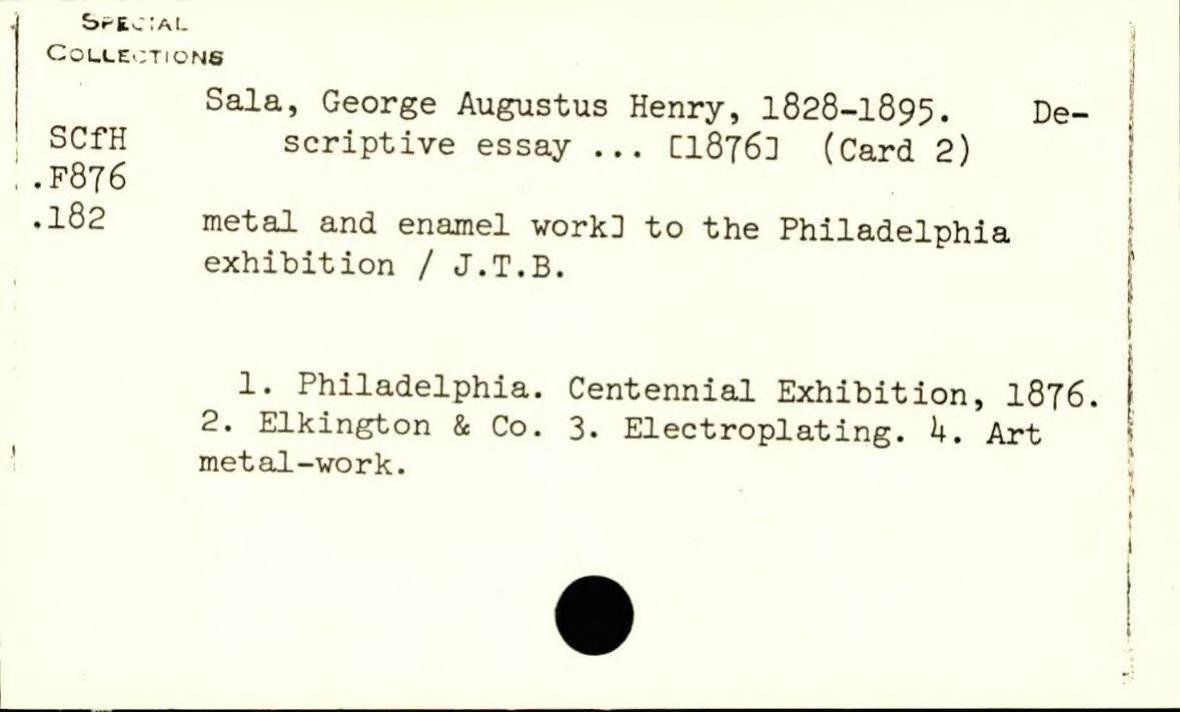 SPECIAL
COLLECTIONS
Sala, George Augustus Henry, 1828-1895. De-
SCfH scriptive essay ... [1876] (Card 2)
.F876
.182 metal and enamel work] to the Philadelphia
exhibition / J.T.B.
1. Philadelphia. Centennial Exhibition, 1876.
2. Elkington & Co. 3. Electroplating. 4. Art
metal-work.